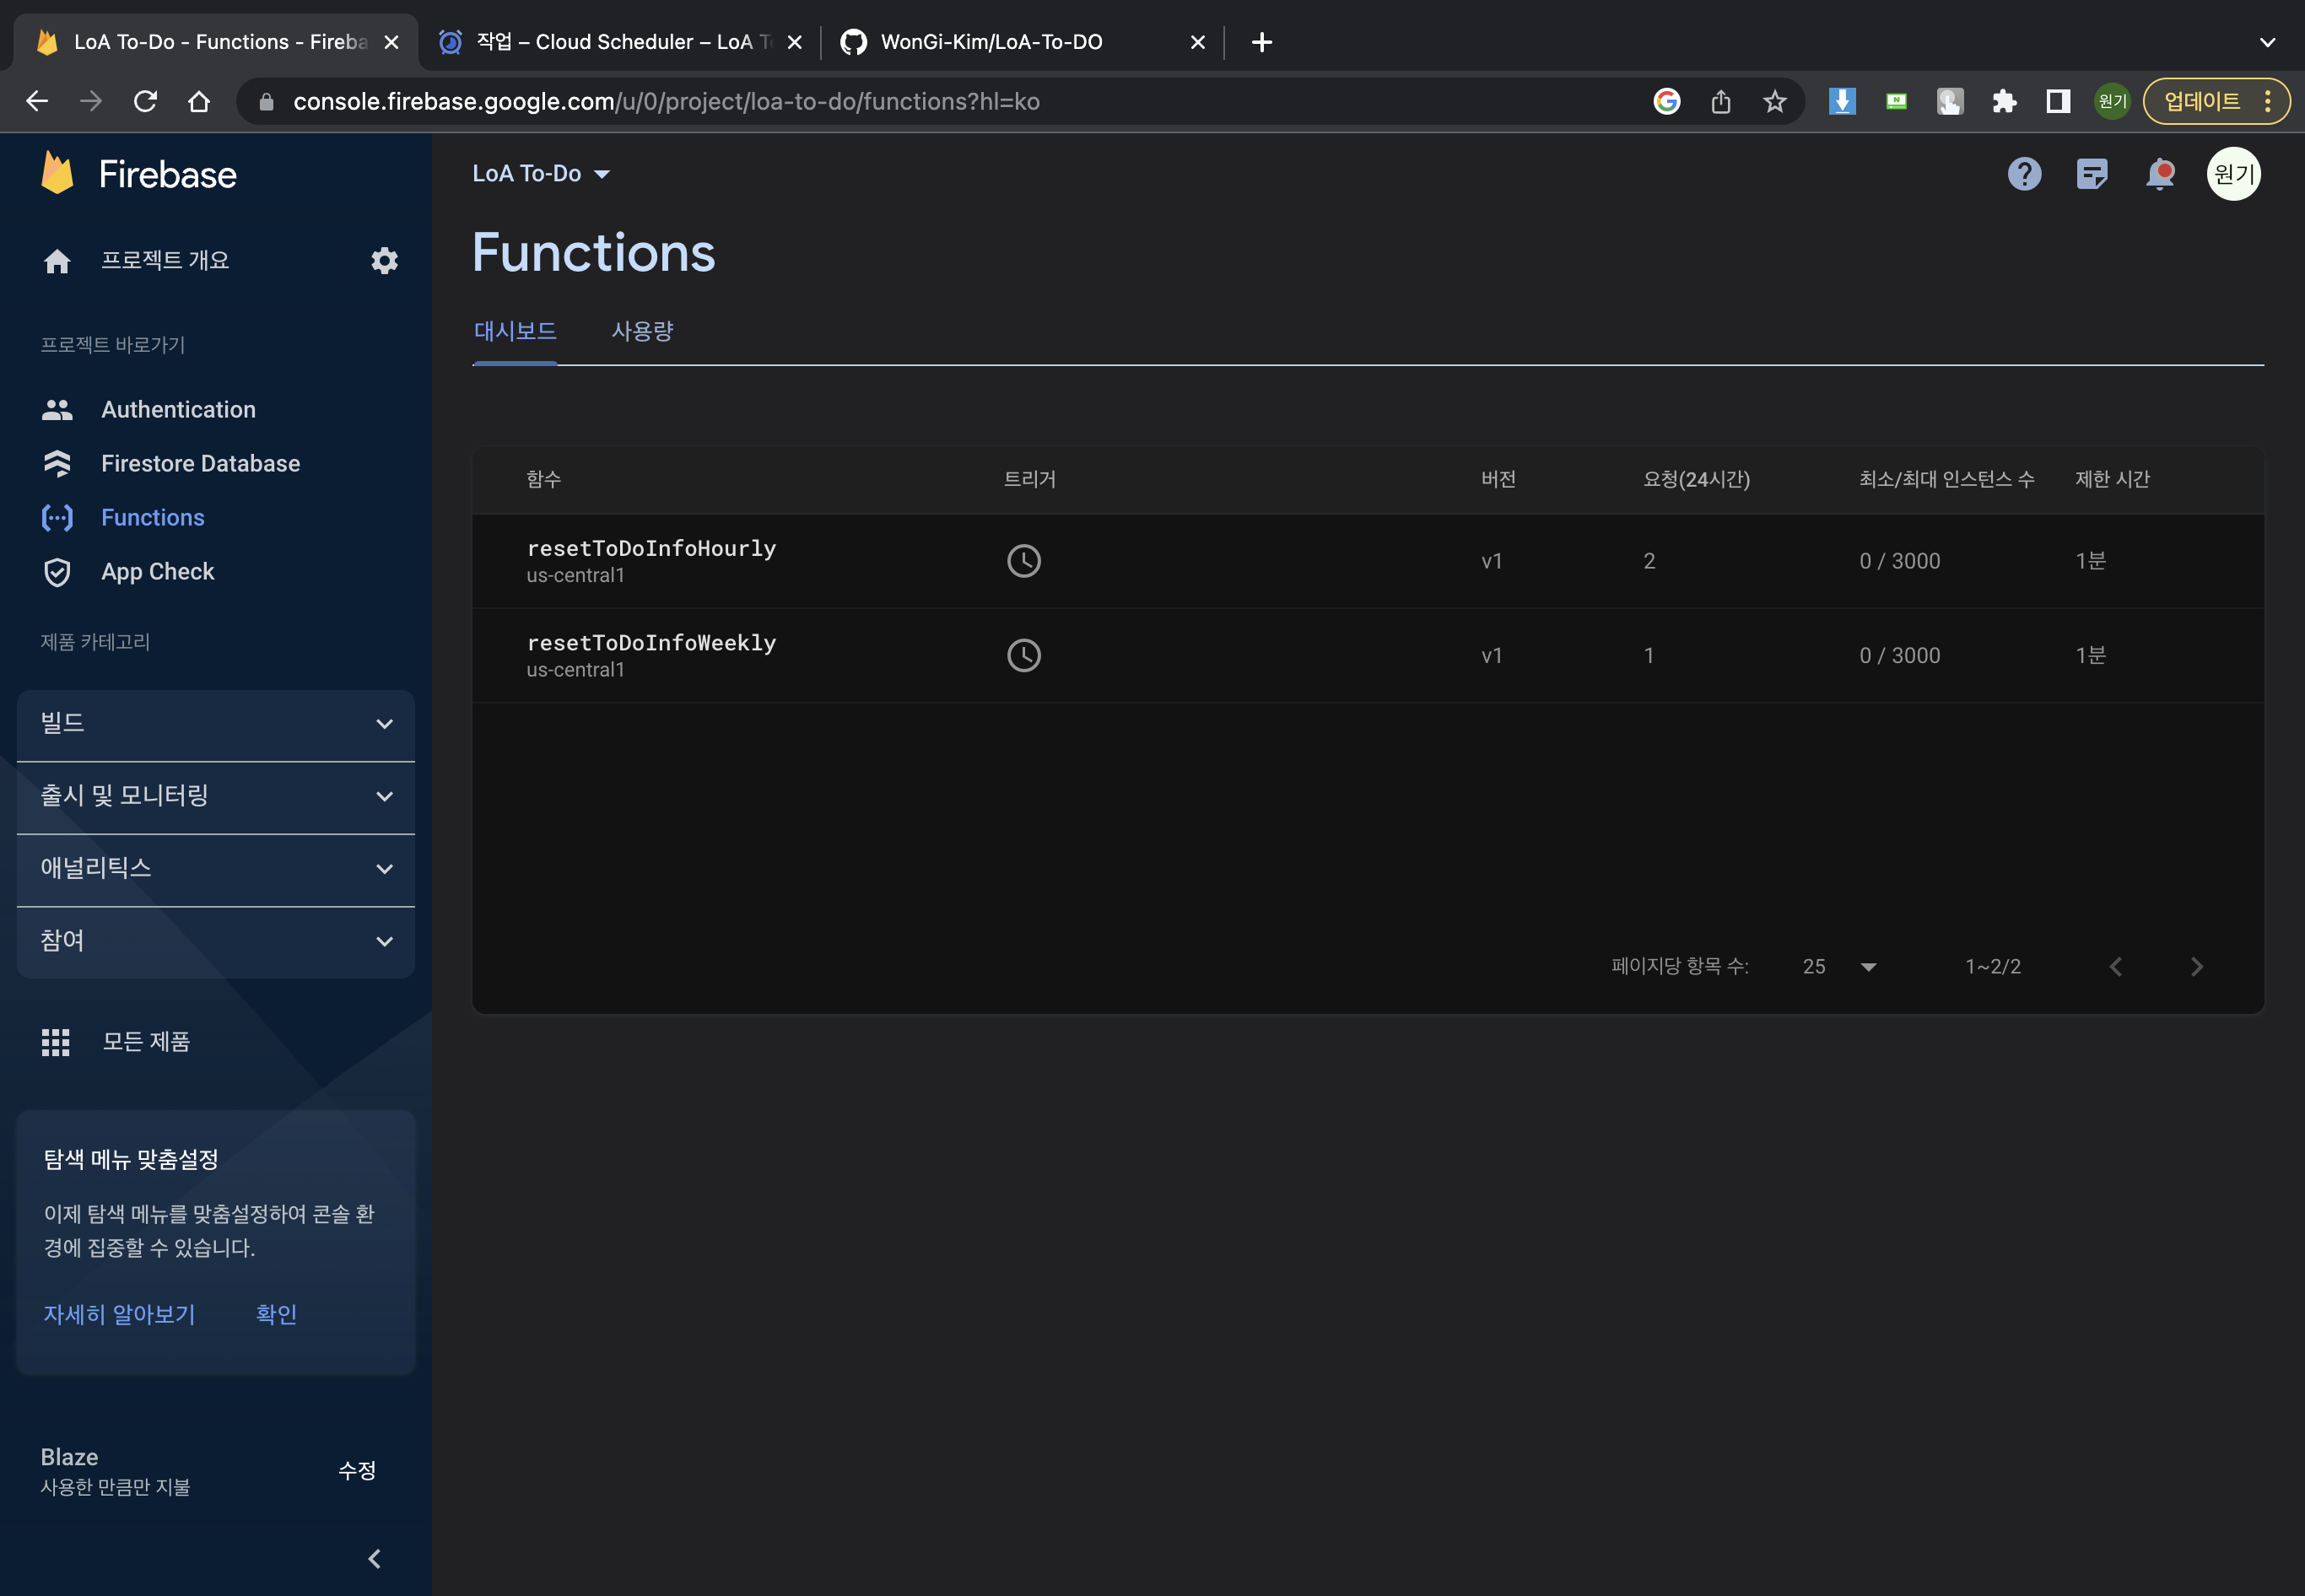 LoA To-Do - Functions - Fireba
작업 – Cloud Scheduler – LoA T
WonGi-Kim/LoA-To-DO
console.firebase.google.com/u/0/project/loa-to-do/functions?hl=ko
원기
업데이트
Firebase
LoA To-Do
원기
프로젝트 개요
Functions
대시보드
사용량
프로젝트 바로가기
Authentication
Firestore Database
Functions
App Check
제품 카테고리
빌드
출시 및 모니터링
애널리틱스
참여
모든 제품
탐색 메뉴 맞춤설정
이제 탐색 메뉴를 맞춤설정하여 콘솔 환
경에 집중할 수 있습니다.
자세히 알아보기 확인
Blaze
사용한 만큼만 지불
수정
함수 트리거 버전 요청(24시간) 최소/최대 인스턴스 수 제한 시간
resetToDoInfoHourly
us-central1
v1 2 0 / 3000 1분
resetToDoInfoWeekly
us-central1
v1 1 0 / 3000 1분
페이지당 항목 수: 25 1~2/2